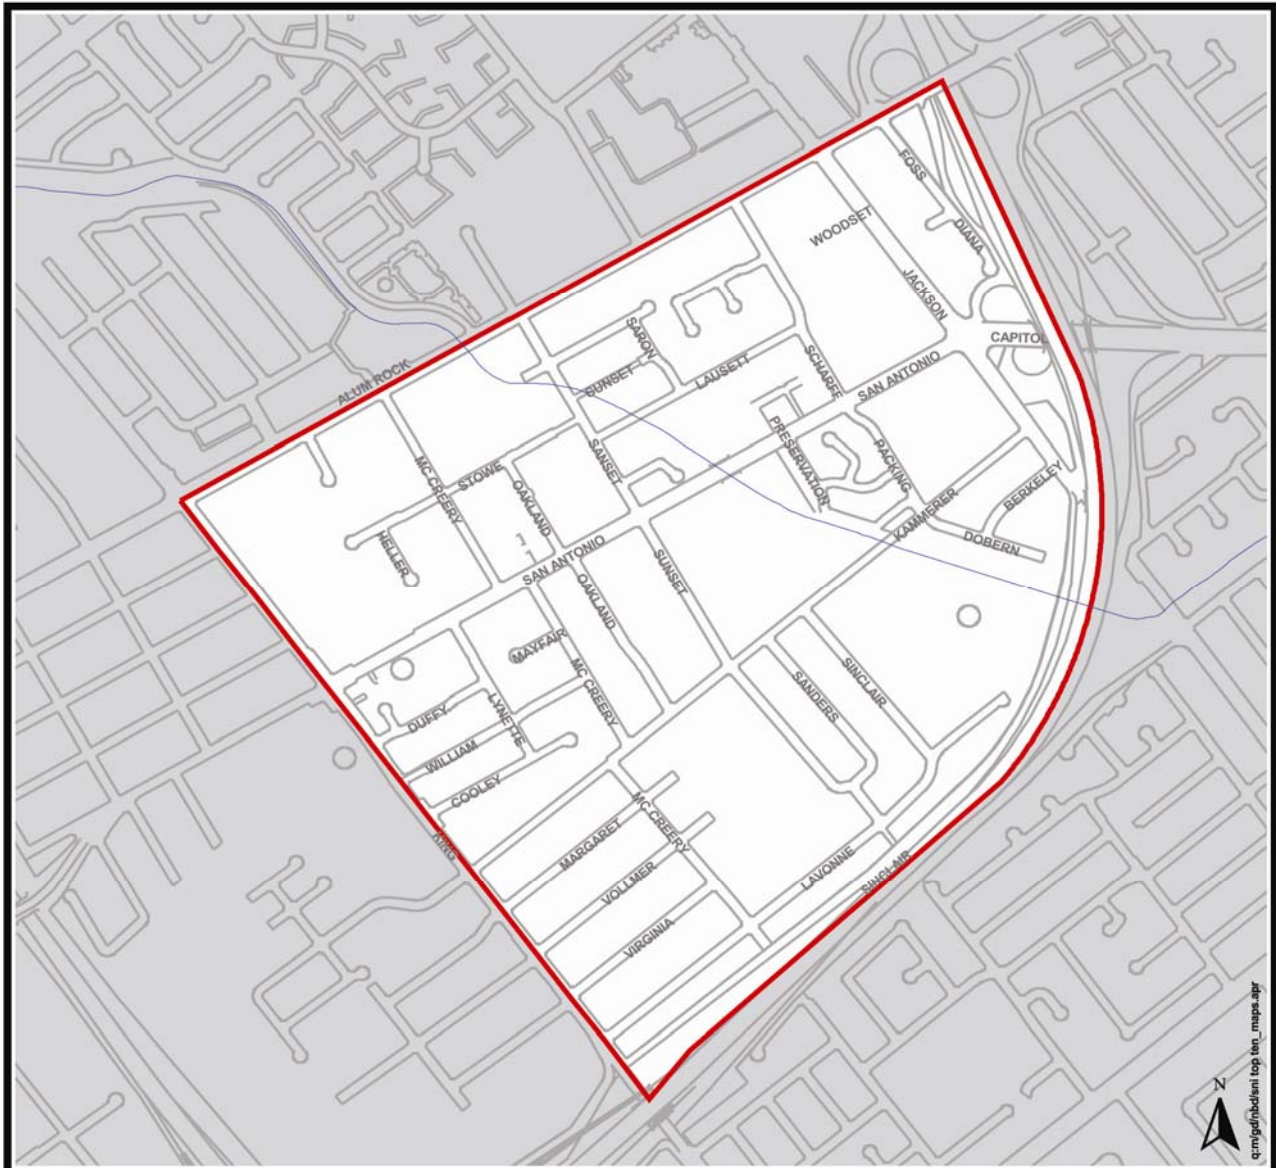 FOSS
WOODSET
DIANA
JACKSON
CAPITOL
SARON
SCHARFF
ALUM ROCK
SUNSET
LAUSETT
SAN ANTONIO
PRESERVATION
PACKING
SANSET
STOWE
MC CREERY
OAKLAND
BERKELEY
KAMMERER
DOBERN
HELLER
SAN ANTONIO
SUNSET
OAKLAND
MAYFAIR
MC CREERY
SINCLAIR
SANDERS
DUFFY
LYNETTE
WILLIAM
COOLEY
MC CREERY
KING
MARGARET
LAVONNE
SINCLAIR
VOLLMER
VIRGINIA
N
q:m/gd/nbd/sni top ten_maps.apr